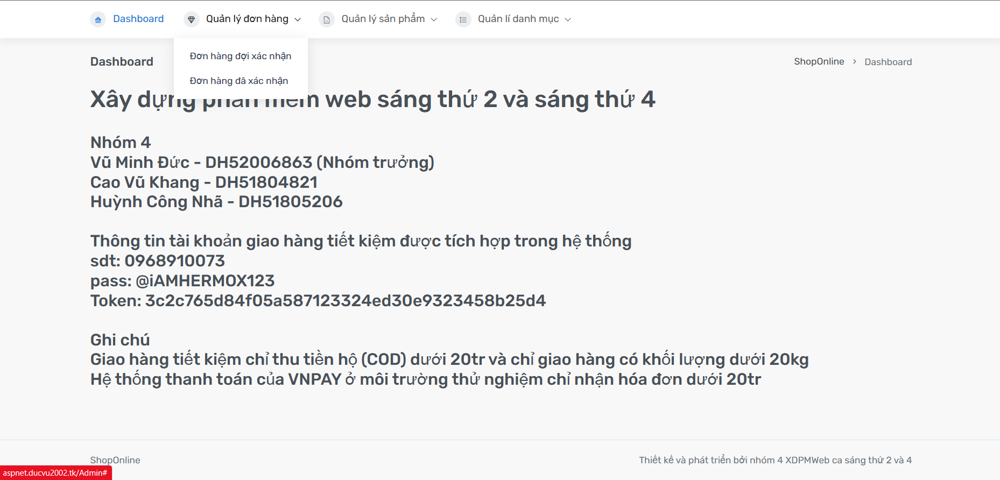 Dashboard
Quản lý đơn hàng
Quản lý sản phẩm
Quản lí danh mục
Đơn hàng đợi xác nhận
Đơn hàng đã xác nhận
Dashboard
ShopOnline > Dashboard
Xây dựng phần mềm web sáng thứ 2 và sáng thứ 4
Nhóm 4
Vũ Minh Đức - DH52006863 (Nhóm trưởng)
Cao Vũ Khang - DH51804821
Huỳnh Công Nhã - DH51805206
Thông tin tài khoản giao hàng tiết kiệm được tích hợp trong hệ thống
sdt: 0968910073
pass: @iAMHERMOX123
Token: 3c2c765d84f05a587123324ed30e9323458b25d4
Ghi chú
Giao hàng tiết kiệm chỉ thu tiền hộ (COD) dưới 20tr và chỉ giao hàng có khối lượng dưới 20kg
Hệ thống thanh toán của VNPAY ở môi trường thử nghiệm chỉ nhận hóa đơn dưới 20tr
ShopOnline
Thiết kế và phát triển bởi nhóm 4 XDPMWeb ca sáng thứ 2 và 4
aspnet.ducvu2002.tk/Admin#